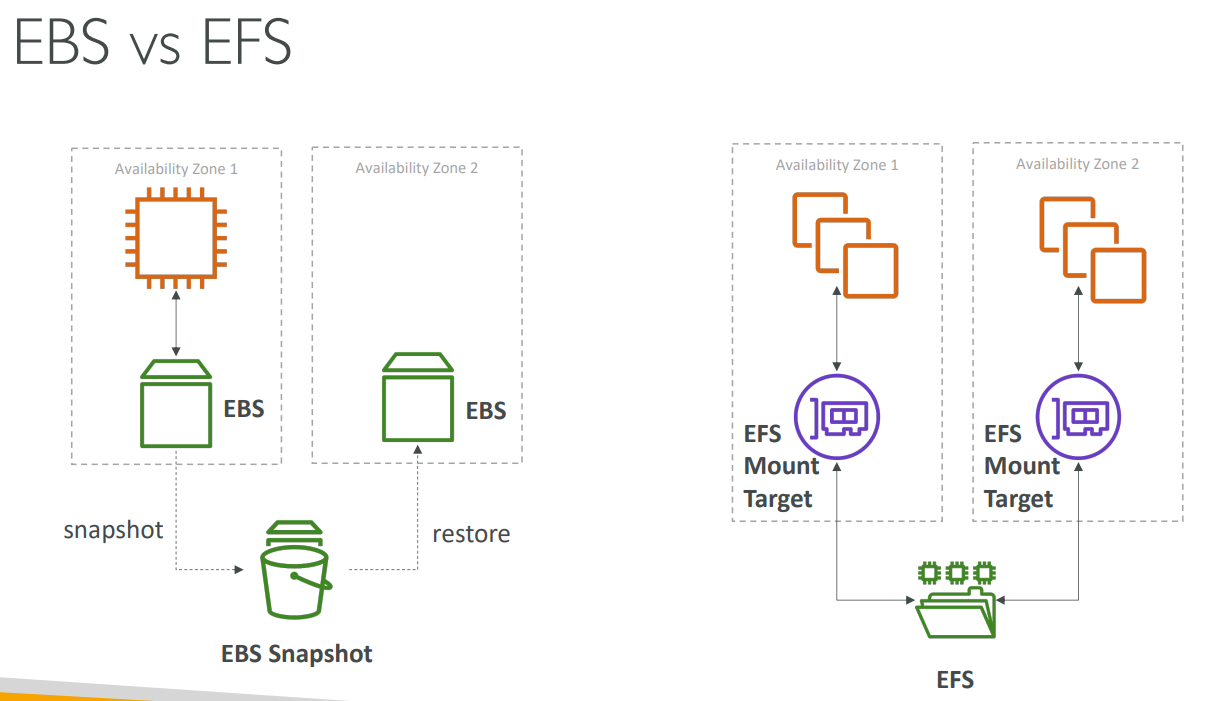 EBS vs EFS
Availability Zone 1
Availability Zone 2
EBS
EBS
snapshot
restore
EBS Snapshot
Availability Zone 1
Availability Zone 2
EFS
Mount
Target
EFS
Mount
Target
EFS